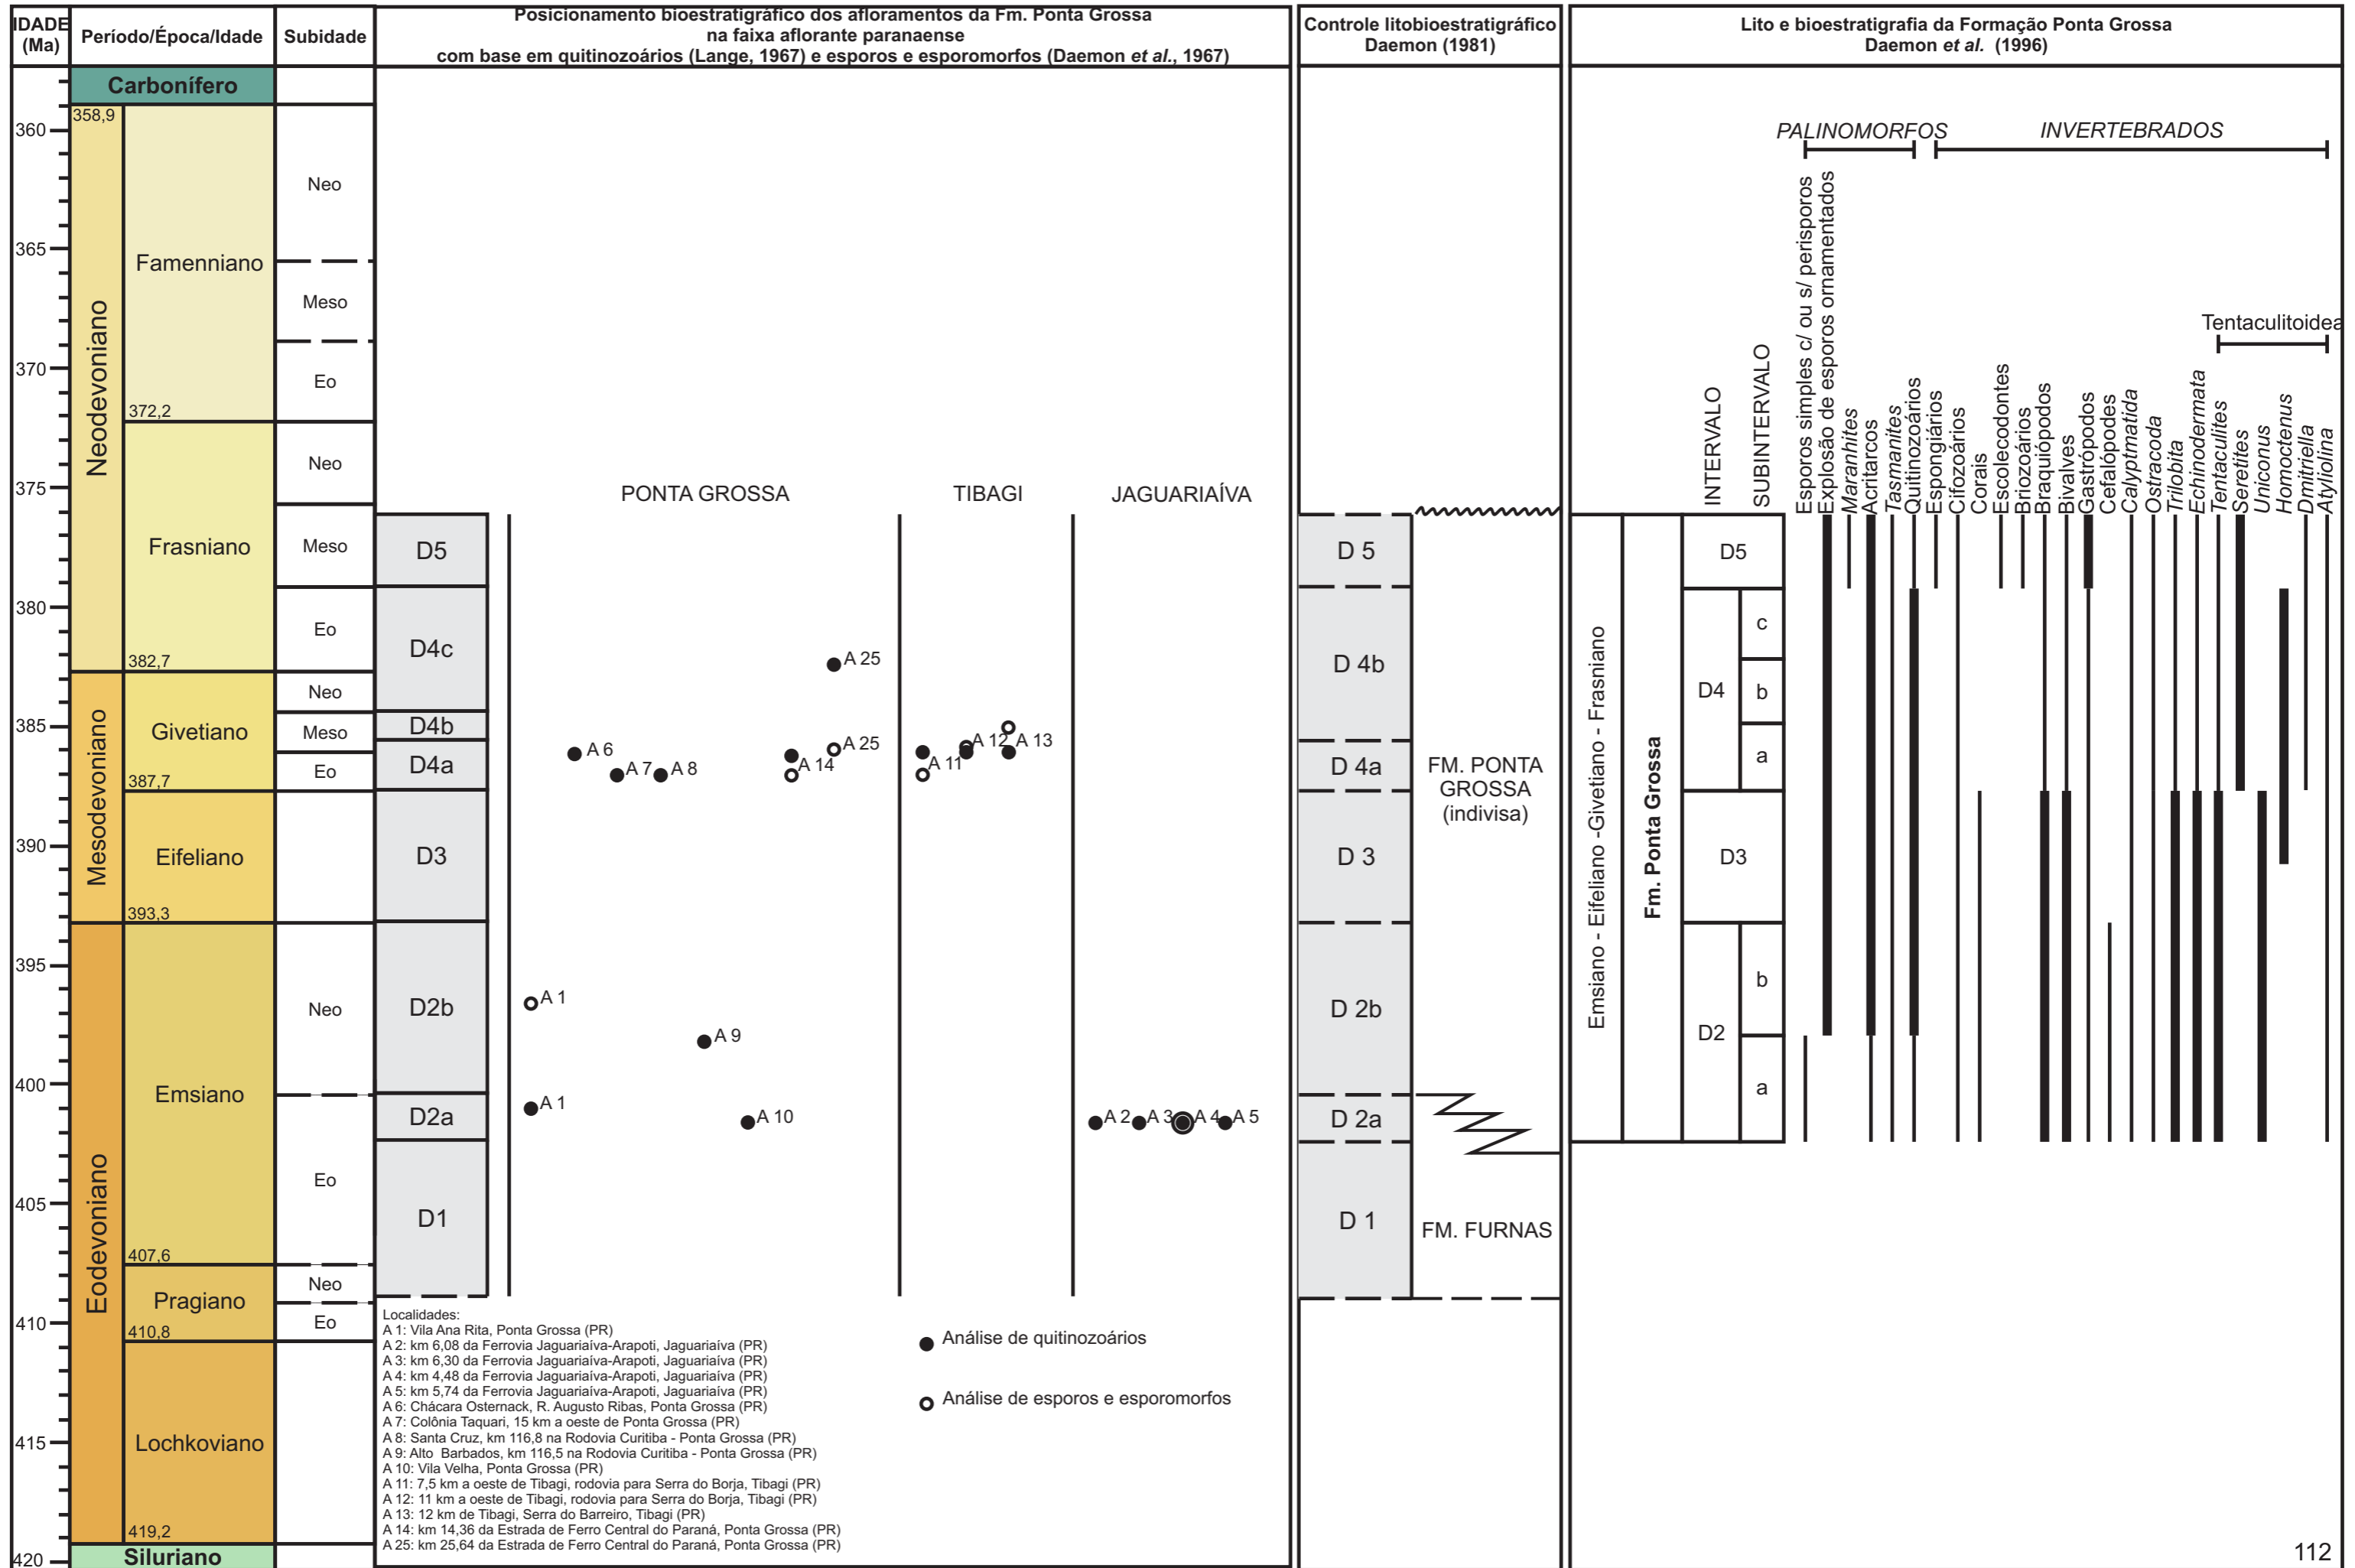 IDADE
(Ma)
Período/Época/Idade
Subidade
Posicionamento bioestratigráfico dos afloramentos da Fm. Ponta Grossa
na faixa aflorante paranaense
com base em quitinozoários (Lange, 1967) e esporos e esporomorfos (Daemon et al., 1967)
Controle litobioestratigráfico
Daemon (1981)
Lito e bioestratigrafia da Formação Ponta Grossa
Daemon et al. (1996)
360
365
370
375
380
385
390
395
400
405
410
415
420
Carbonífero
358,9
Neodevoniano
Famenniano
372,2
Frasniano
382,7
Mesodevoniano
Givetiano
387,7
Eifeliano
393,3
Eodevoniano
Emsiano
407,6
Pragiano
410,8
Lochkoviano
419,2
Siluriano
Neo
Meso
Eo
Neo
Meso
Eo
Neo
Meso
Eo
Neo
Eo
Neo
Eo
D5
D4c
D4b
D4a
D3
D2b
D2a
D1
PONTA GROSSA
TIBAGI
JAGUARIAÍVA
A 25
A 6
A 25
A 7
A 8
A 14
A 12
A 13
A 11
A 1
A 9
A 1
A 10
A 2
A 3
A 4
A 5
Localidades:
A 1: Vila Ana Rita, Ponta Grossa (PR)
A 2: km 6,08 da Ferrovia Jaguariaíva-Arapoti, Jaguariaíva (PR)
A 3: km 6,30 da Ferrovia Jaguariaíva-Arapoti, Jaguariaíva (PR)
A 4: km 4,48 da Ferrovia Jaguariaíva-Arapoti, Jaguariaíva (PR)
A 5: km 5,74 da Ferrovia Jaguariaíva-Arapoti, Jaguariaíva (PR)
A 6: Chácara Osternack, R. Augusto Ribas, Ponta Grossa (PR)
A 7: Colônia Taquari, 15 km a oeste de Ponta Grossa (PR)
A 8: Santa Cruz, km 116,8 na Rodovia Curitiba - Ponta Grossa (PR)
A 9: Alto Barbados, km 116,5 na Rodovia Curitiba - Ponta Grossa (PR)
A 10: Vila Velha, Ponta Grossa (PR)
A 11: 7,5 km a oeste de Tibagi, rodovia para Serra do Borja, Tibagi (PR)
A 12: 11 km a oeste de Tibagi, rodovia para Serra do Borja, Tibagi (PR)
A 13: 12 km de Tibagi, Serra do Barreiro, Tibagi (PR)
A 14: km 14,36 da Estrada de Ferro Central do Paraná, Ponta Grossa (PR)
A 25: km 25,64 da Estrada de Ferro Central do Paraná, Ponta Grossa (PR)
Análise de quitinozoários
Análise de esporos e esporomorfos
D 5
D 4b
D 4a
D 3
D 2b
D 2a
D 1
FM. PONTA
GROSSA
(indivisa)
FM. FURNAS
PALINOMORFOS
INVERTEBRADOS
Tentaculitoidea
INTERVALO
SUBINTERVALO
Esporos simples c/ ou s/ perisporos
Explosão de esporos ornamentados
Maranhites
Acritarcos
Tasmanites
Quitinozoários
Espongiários
Cifozoários
Corais
Escolecodontes
Briozoários
Braquiópodos
Bivalves
Gastrópodos
Cefalópodes
Calyptmatida
Ostracoda
Trilobita
Echinodermata
Tentaculites
Seretites
Uniconus
Homoctenus
Dmitriella
Atyliolina
Emsiano - Eifeliano -Givetiano - Frasniano
Fm. Ponta Grossa
D5
D4
c
b
a
D3
D2
b
a
112